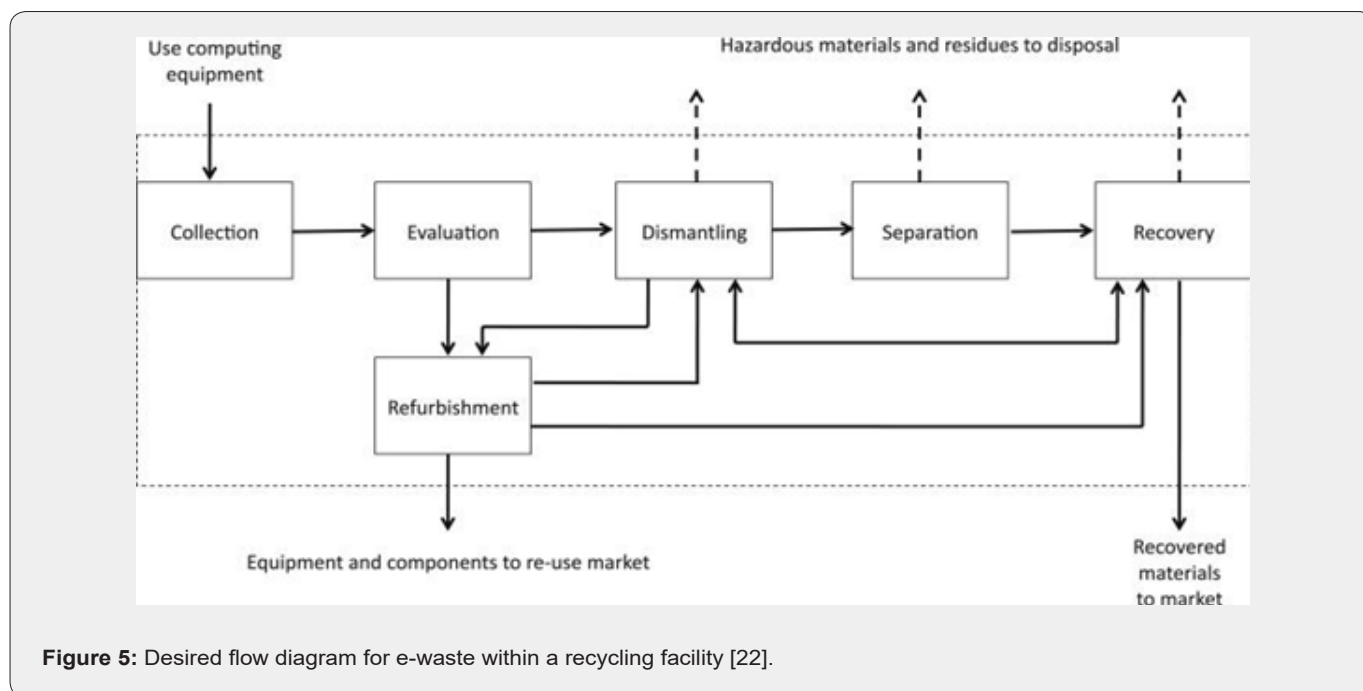 Use computing
equipment
Hazardous materials and residues to disposal
Collection
Evaluation
Dismantling
Separation
Recovery
Refurbishment
Equipment and components to re-use market
Recovered
materials
to market
Figure 5: Desired flow diagram for e-waste within a recycling facility [22].